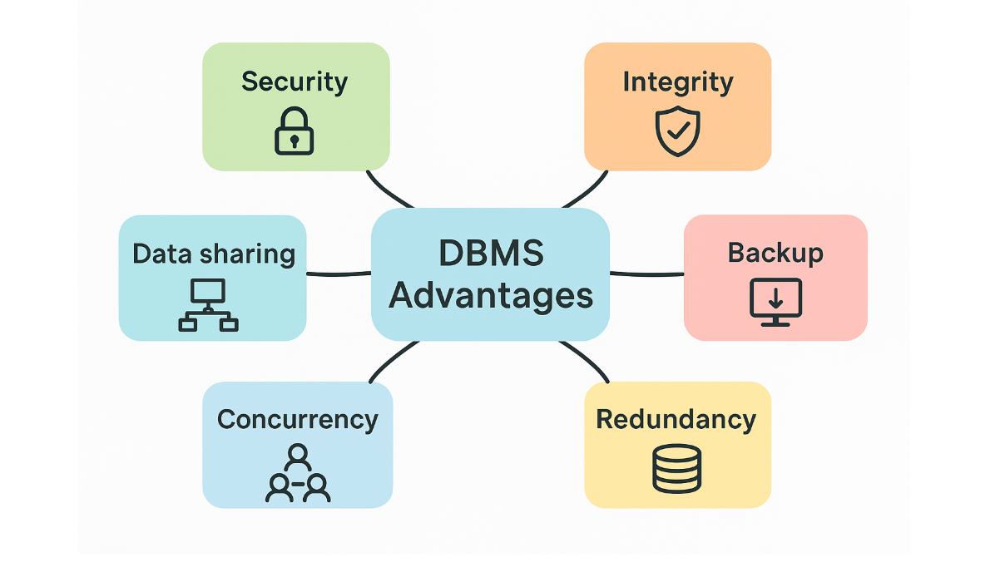 Security
Integrity
DBMS
Advantages
Data sharing
Backup
Concurrency
Redundancy